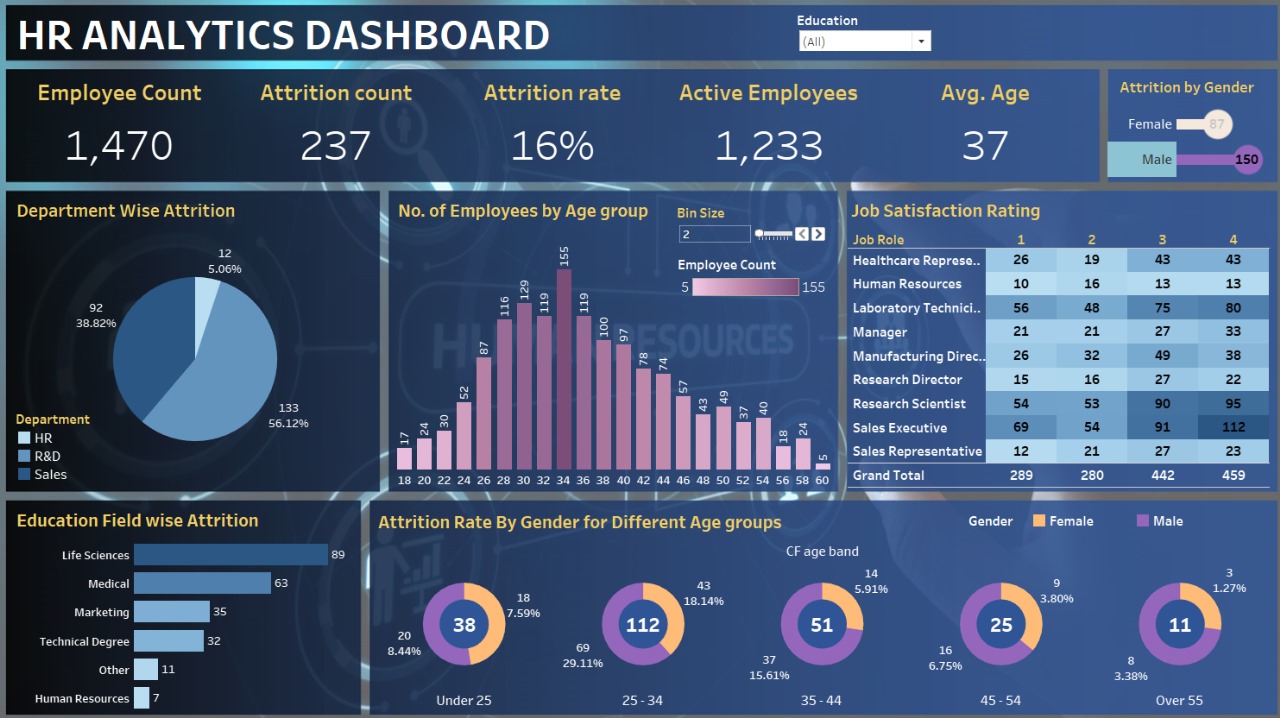 HR ANALYTICS DASHBOARD
Education
(All)
Employee Count
Attrition count
Attrition rate
Active Employees
Avg. Age
1,470
237
16%
1,233
37
Attrition by Gender
Female 87
Male 150
Department Wise Attrition
12
5.06%
92
38.82%
133
56.12%
Department
HR
R&D
Sales
No. of Employees by Age group
Bin Size
2
Employee Count
5 155
17 24 30 52 87 116 129 119 155 119 100 97 78 74 57 43 49 37 40 18 24 5
18 20 22 24 26 28 30 32 34 36 38 40 42 44 46 48 50 52 54 56 58 60
Job Satisfaction Rating
Job Role 1 2 3 4
Healthcare Represe.. 26 19 43 43
Human Resources 10 16 13 13
Laboratory Technici.. 56 48 75 80
Manager 21 21 27 33
Manufacturing Direc.. 26 32 49 38
Research Director 15 16 27 22
Research Scientist 54 53 90 95
Sales Executive 69 54 91 112
Sales Representative 12 21 27 23
Grand Total 289 280 442 459
Education Field wise Attrition
Life Sciences 89
Medical 63
Marketing 35
Technical Degree 32
Other 11
Human Resources 7
Attrition Rate By Gender for Different Age groups
Gender Female Male
CF age band
18
7.59%
38
20
8.44%
Under 25
43
18.14%
112
69
29.11%
25 - 34
14
5.91%
51
37
15.61%
35 - 44
9
3.80%
25
16
6.75%
45 - 54
3
1.27%
11
8
3.38%
Over 55